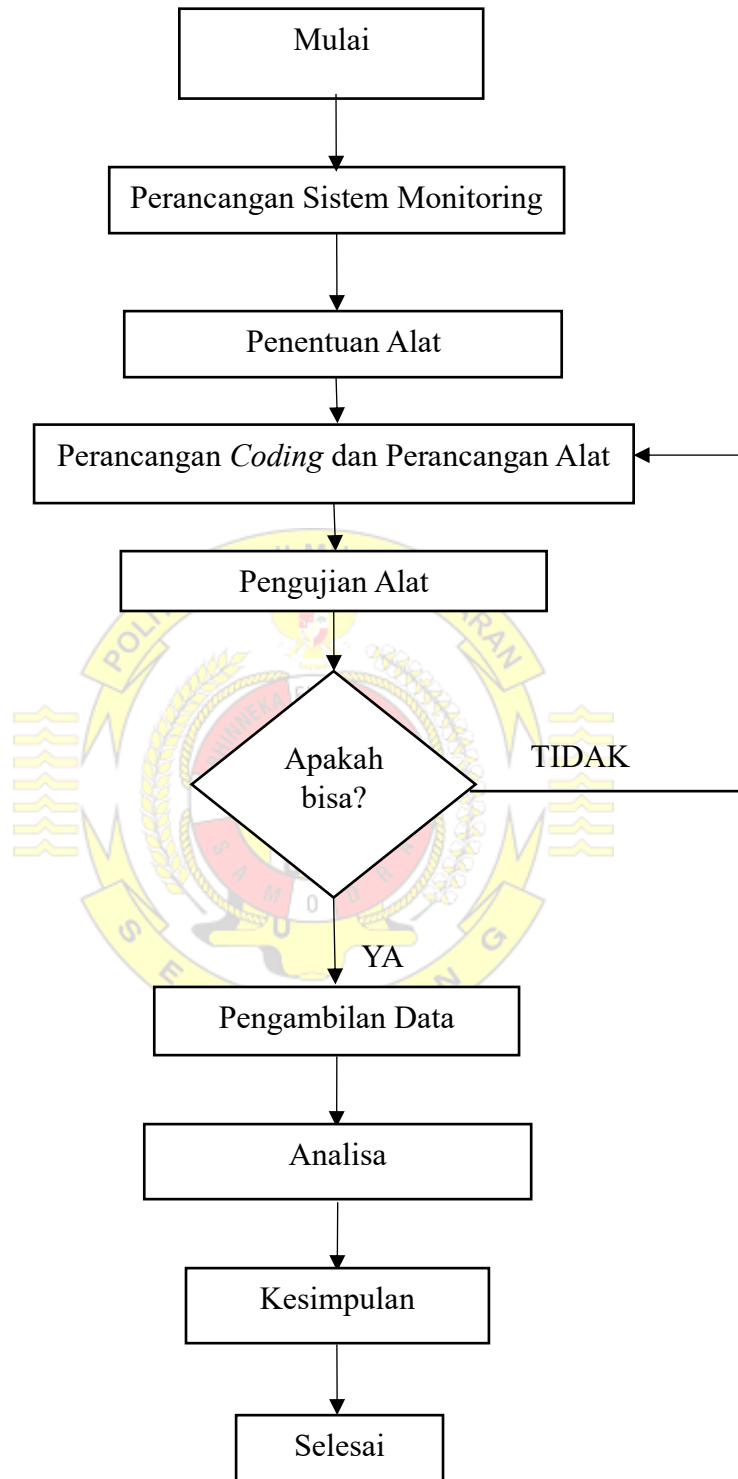 Mulai
Perancangan Sistem Monitoring
Penentuan Alat
Perancangan Coding dan Perancangan Alat
Pengujian Alat
Apakah
bisa?
TIDAK
YA
Pengambilan Data
Analisa
Kesimpulan
Selesai